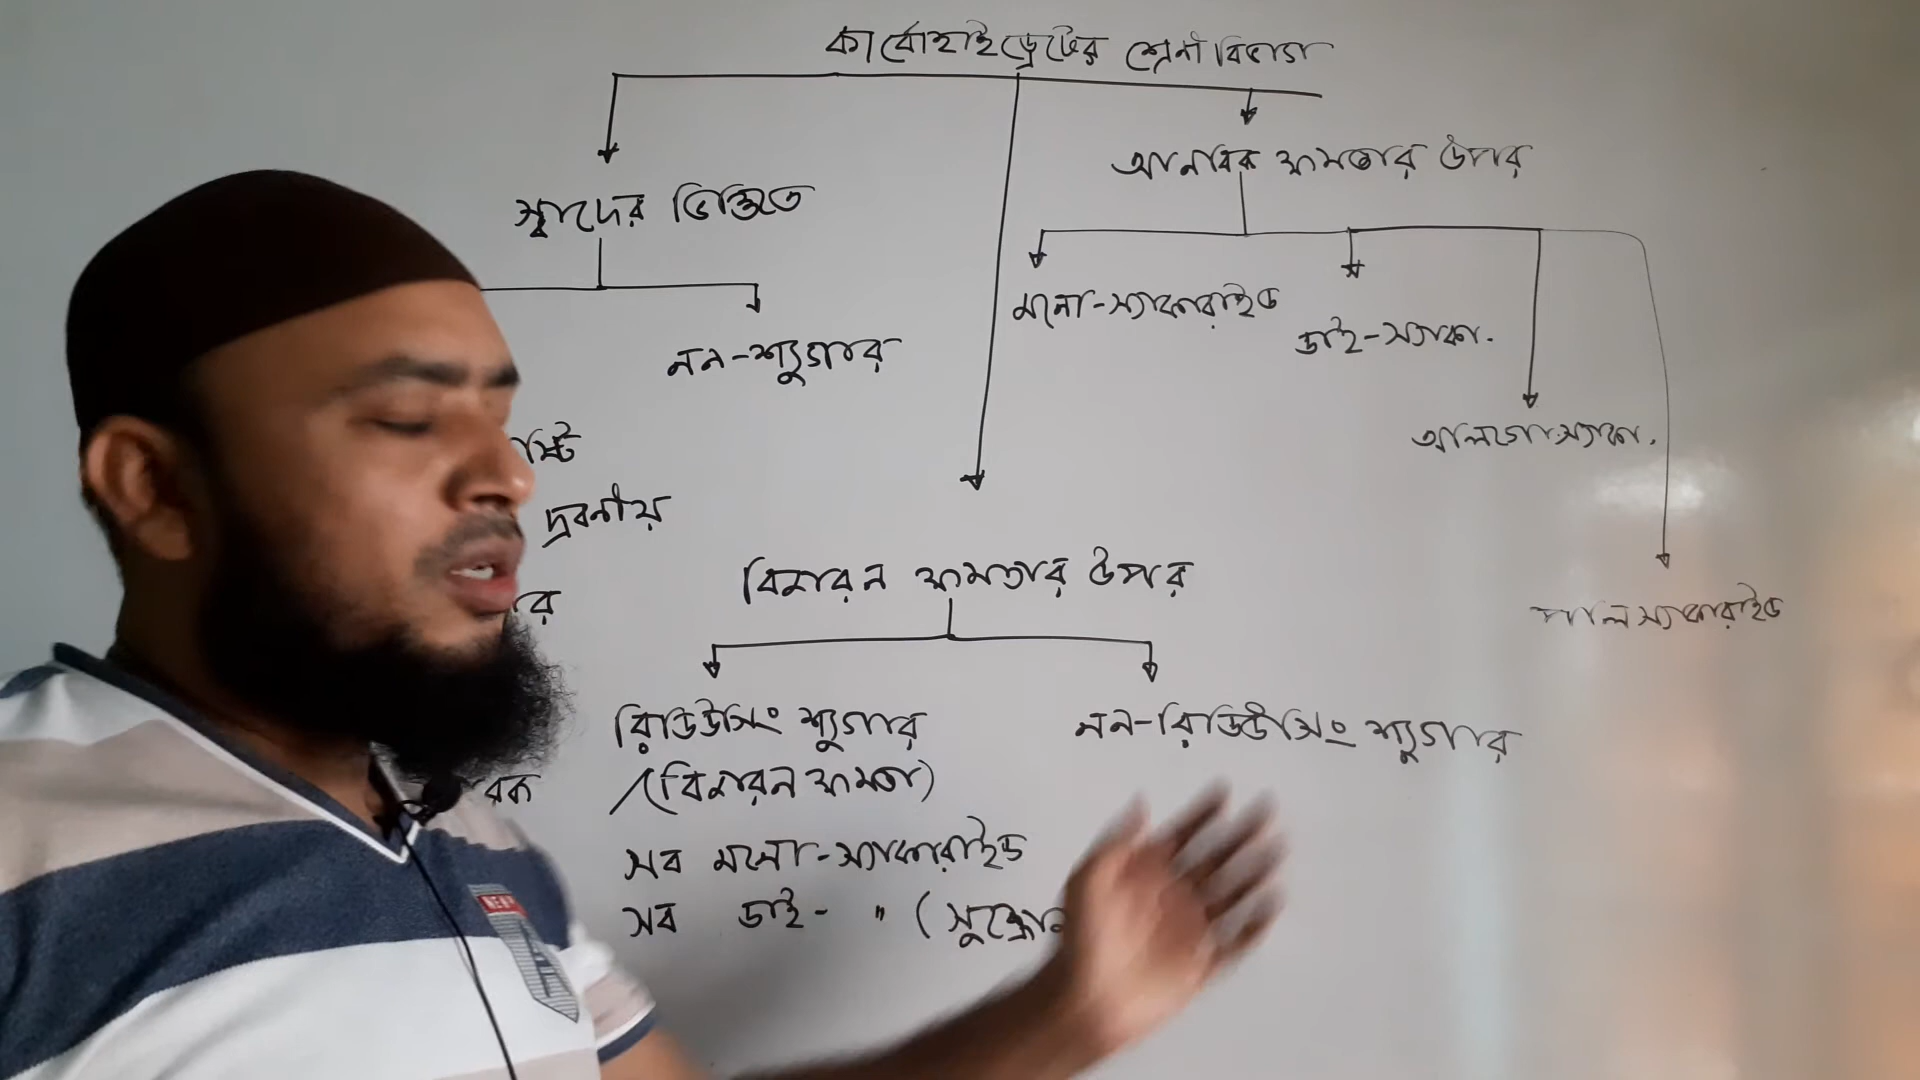 কার্বোহাইড্রেটের শ্রেনীবিভাগ
স্বাদের ভিত্তিতে
নন-শ্যুগার
আনবিক ক্ষমতার উপর
মনো-স্যাকারাইড
ডাই-স্যাকা.
অলিগোস্যাকা.
পলিস্যাকারাইড
দ্রবনীয়
বিজারন ক্ষমতার উপর
রিডিউসিং শ্যুগার
(বিজারন ক্ষমতা)
সব মনো-স্যাকারাইড
সব ডাই- " (সুক্রো
নন-রিডিউসিং শ্যুগার